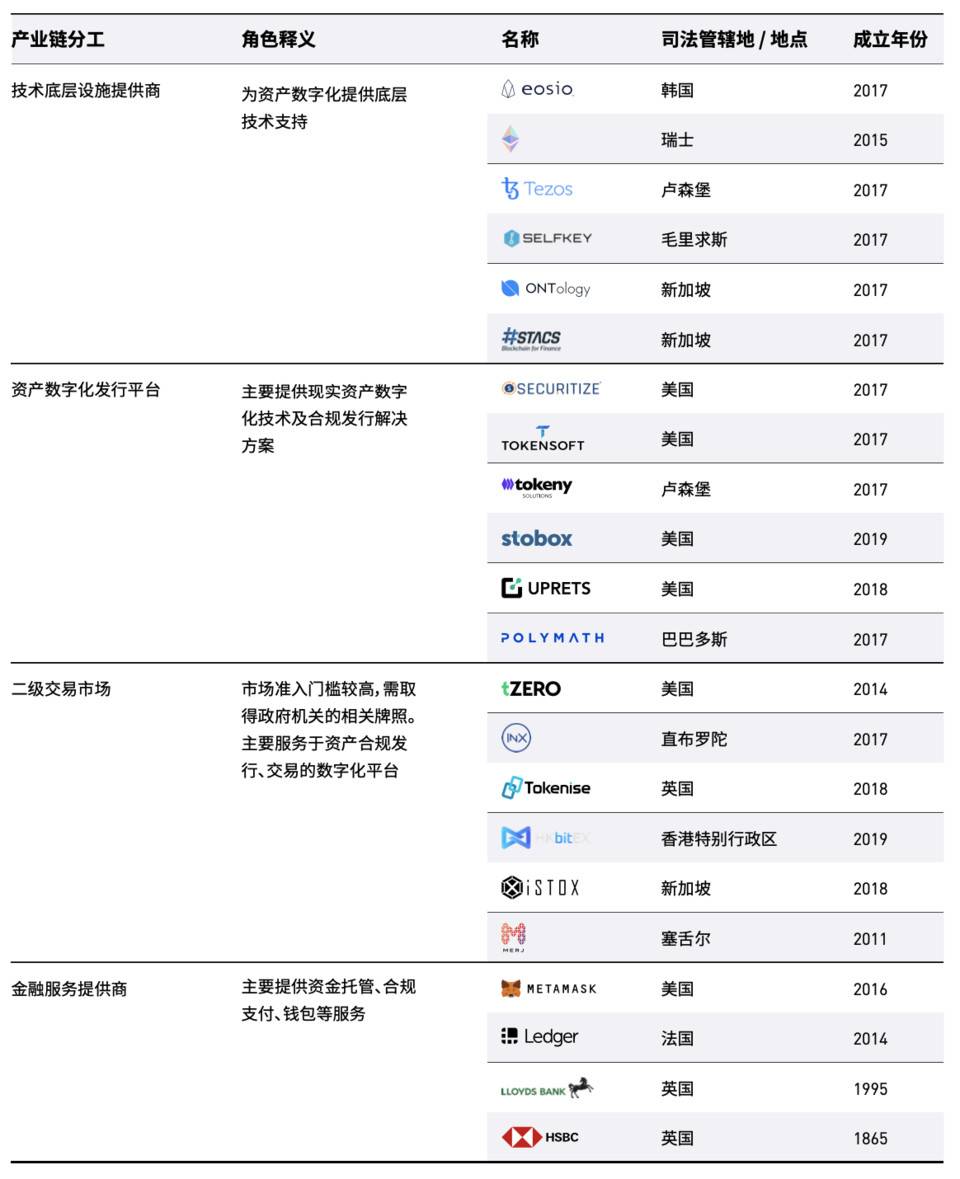 产业链分工 角色释义 名称 司法管辖地 / 地点 成立年份
技术底层设施提供商 为资产数字化提供底层 eosio 韩国 2017
技术支持
瑞士 2015
Tezos 卢森堡 2017
SELFKEY 毛里求斯 2017
ONTology 新加坡 2017
#STACS 新加坡 2017
Blockchain for Finance
资产数字化发行平台 主要提供现实资产数字 SECURITIZE 美国 2017
化技术及合规发行解决
方案
TOKENSOFT 美国 2017
tokeny 卢森堡 2017
SOLUTIONS
stobox 美国 2019
UPRETS 美国 2018
POLYMATH 巴巴多斯 2017
二级交易市场 市场准入门槛较高,需取 tZERO 美国 2014
得政府机关的相关牌照。
主要服务于资产合规发
行、交易的数字化平台
INX 直布罗陀 2017
Tokenise 英国 2018
HKbitEX 香港特别行政区 2019
iSTOX 新加坡 2018
MERJ 塞舌尔 2011
金融服务提供商 主要提供资金托管、合规 METAMASK 美国 2016
支付、钱包等服务
Ledger 法国 2014
LLOYDS BANK 英国 1995
HSBC 英国 1865